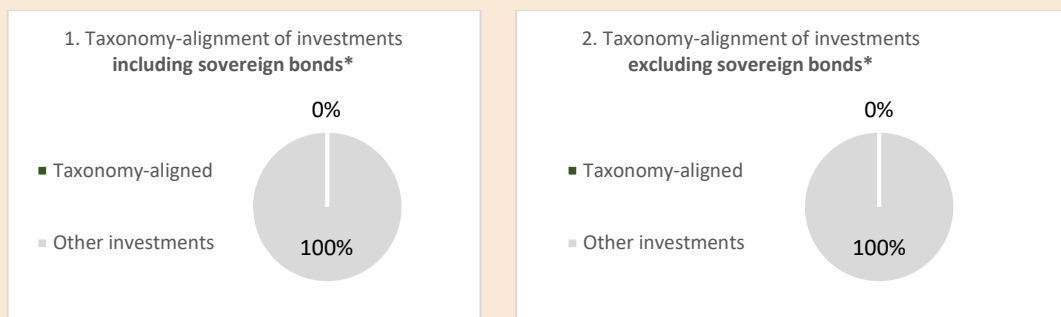 1. Taxonomy-alignment of investments
including sovereign bonds*
0%
Taxonomy-aligned
Other investments
100%
2. Taxonomy-alignment of investments
excluding sovereign bonds*
0%
Taxonomy-aligned
Other investments
100%